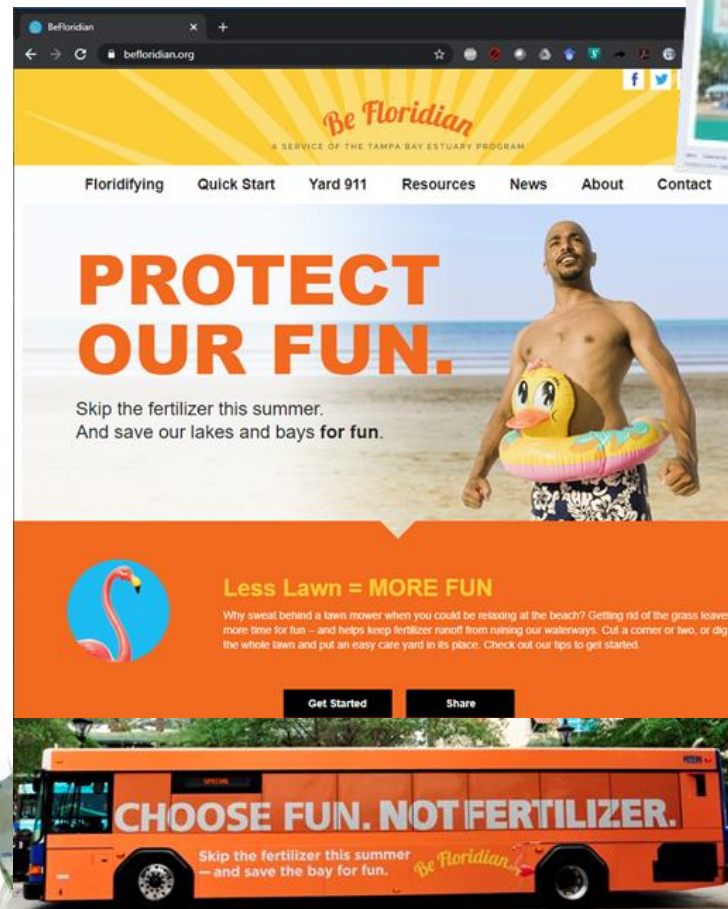 BeFloridian
befloridian.org
Be Floridian
A SERVICE OF THE TAMPA BAY ESTUARY PROGRAM
Floridifying Quick Start Yard 911 Resources News About Contact
PROTECT
OUR FUN.
Skip the fertilizer this summer.
And save our lakes and bays for fun.
Less Lawn = MORE FUN
Why sweat behind a lawn mower when you could be relaxing at the beach? Getting rid of the grass leaves
more time for fun – and helps keep fertilizer runoff from ruining our waterways. Cut a corner or two, or dig
the whole lawn and put an easy care yard in its place. Check out our tips to get started.
Get Started Share
SPECIAL
CHOOSE FUN. NOT FERTILIZER.
Skip the fertilizer this summer
—and save the bay for fun.
Be Floridian